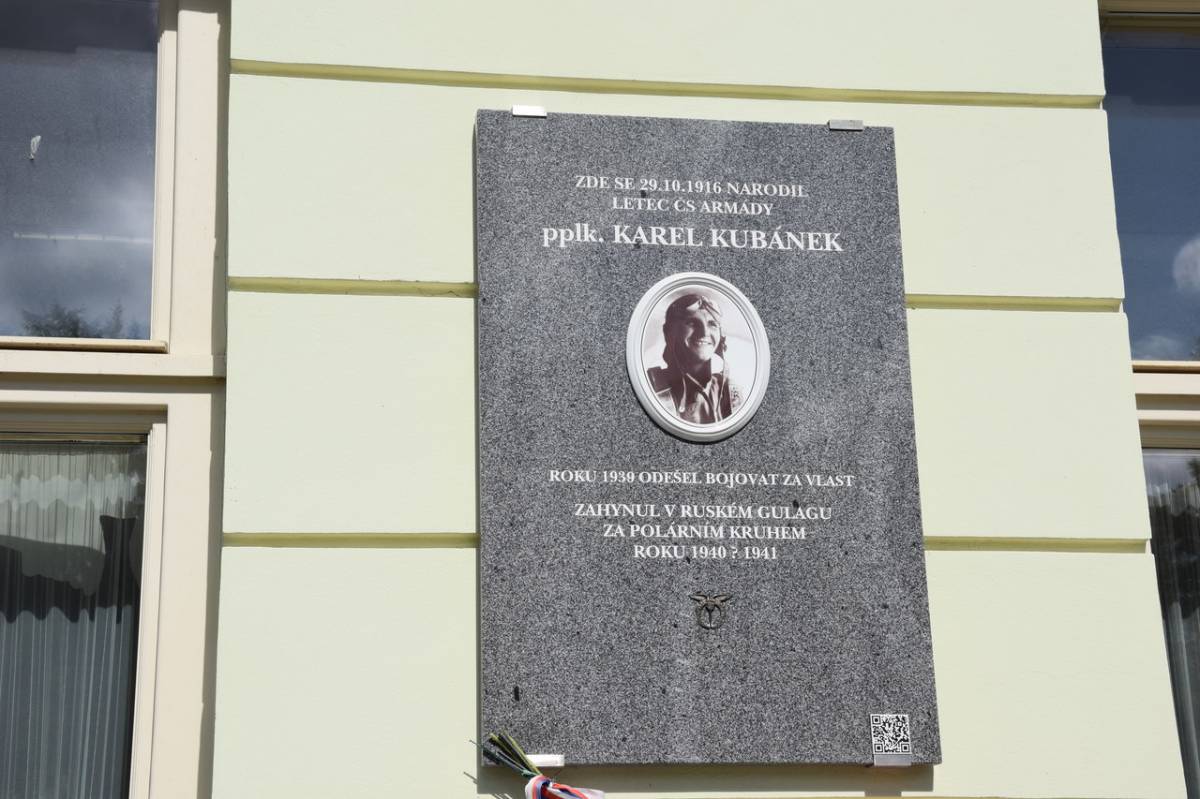 ZDE SE 29.10.1916 NARODIL
LETEC ČS ARMÁDY
pplk. KAREL KUBÁNEK
ROKU 1939 ODEŠEL BOJOVAT ZA VLAST
ZAHYNUL V RUSKÉM GULAGU
ZA POLÁRNÍM KRUHEM
ROKU 1940 ? 1941